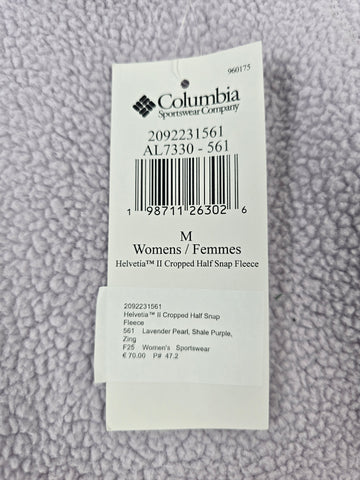 960175
Columbia
Sportswear Company
2092231561
AL7330 - 561
1 98711 26302 6
M
Womens / Femmes
Helvetia™ II Cropped Half Snap Fleece
2092231561
Helvetia™ II Cropped Half Snap
Fleece
561 Lavender Pearl, Shale Purple,
Zing
F25 Women's Sportswear
€ 70.00 P# 47.2